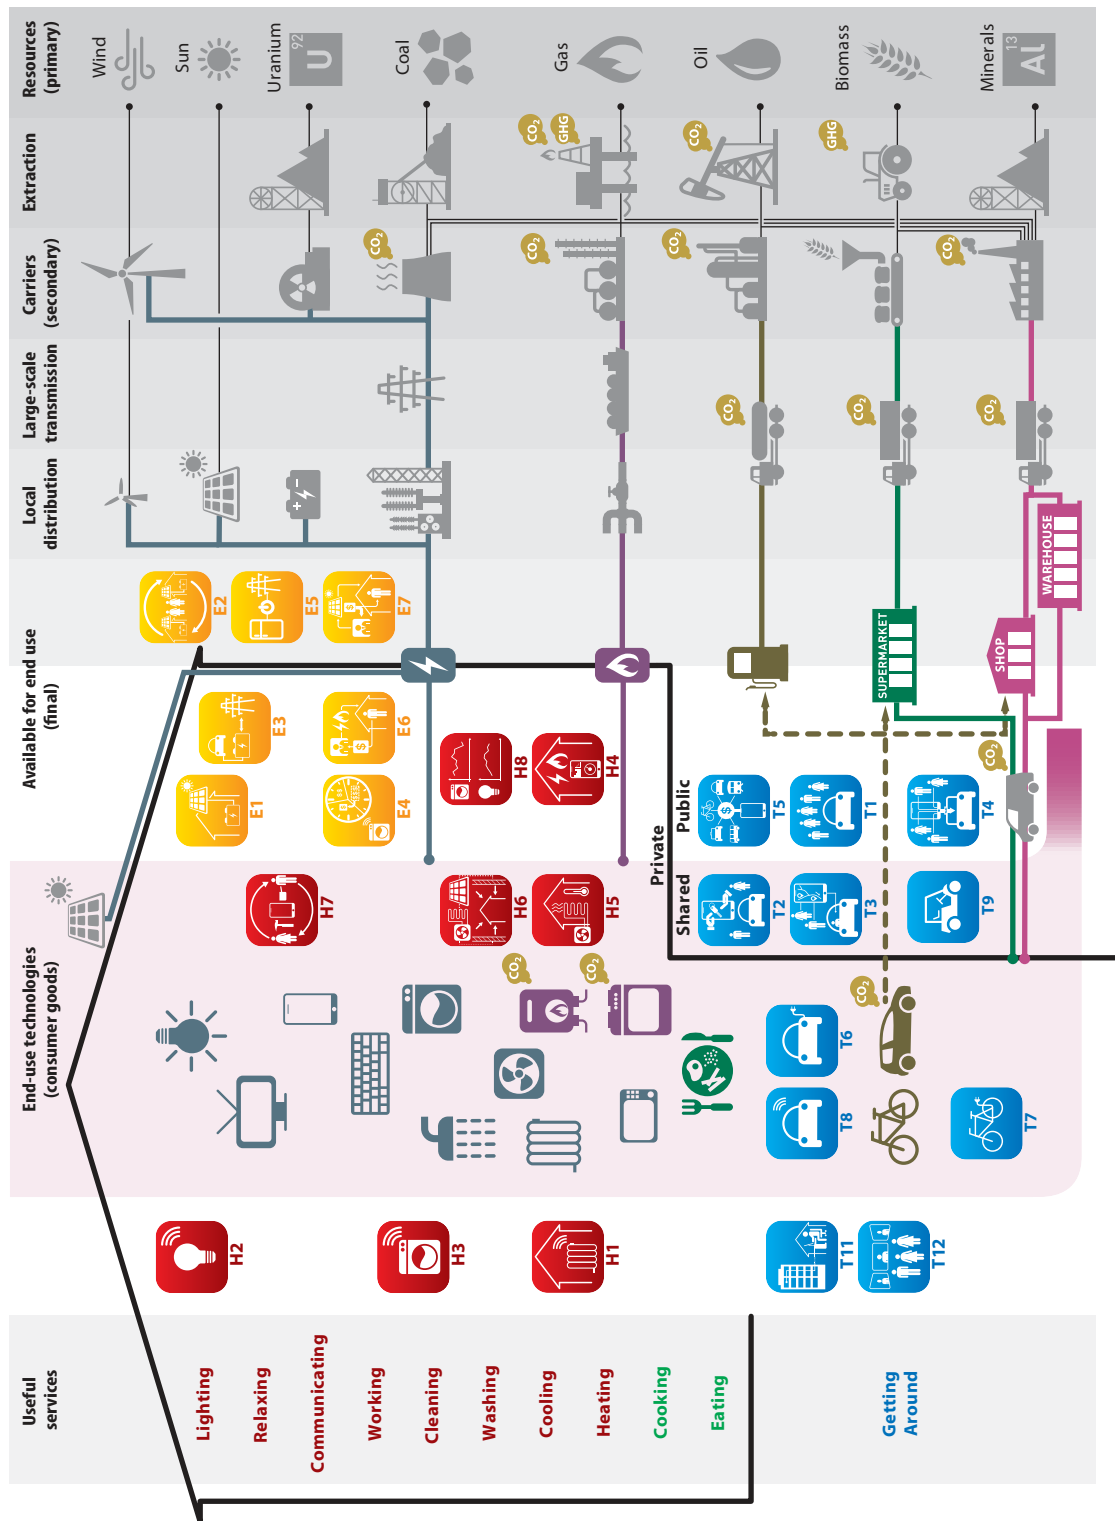 Useful
services
End-use technologies
(consumer goods)
Available for end use
(final)
Local
distribution
Large-scale
transmission
Carriers
(secondary)
Extraction
Resources
(primary)
Wind
Sun
Uranium
92
U
Coal
Gas
Oil
Biomass
Minerals
13
Al
CO2
GHG
CO2
GHG
CO2
CO2
CO2
CO2
CO2
CO2
CO2
E2
E5
E7
E3
E6
E1
E4
H8
H4
H7
H6
H5
CO2
CO2
H2
H3
H1
Private
Public
Shared
T5
T1
T4
T2
T3
T9
T6
T8
T7
T11
T12
CO2
CO2
SUPERMARKET
SHOP
WAREHOUSE
Lighting
Relaxing
Communicating
Working
Cleaning
Washing
Cooling
Heating
Cooking
Eating
Getting
Around